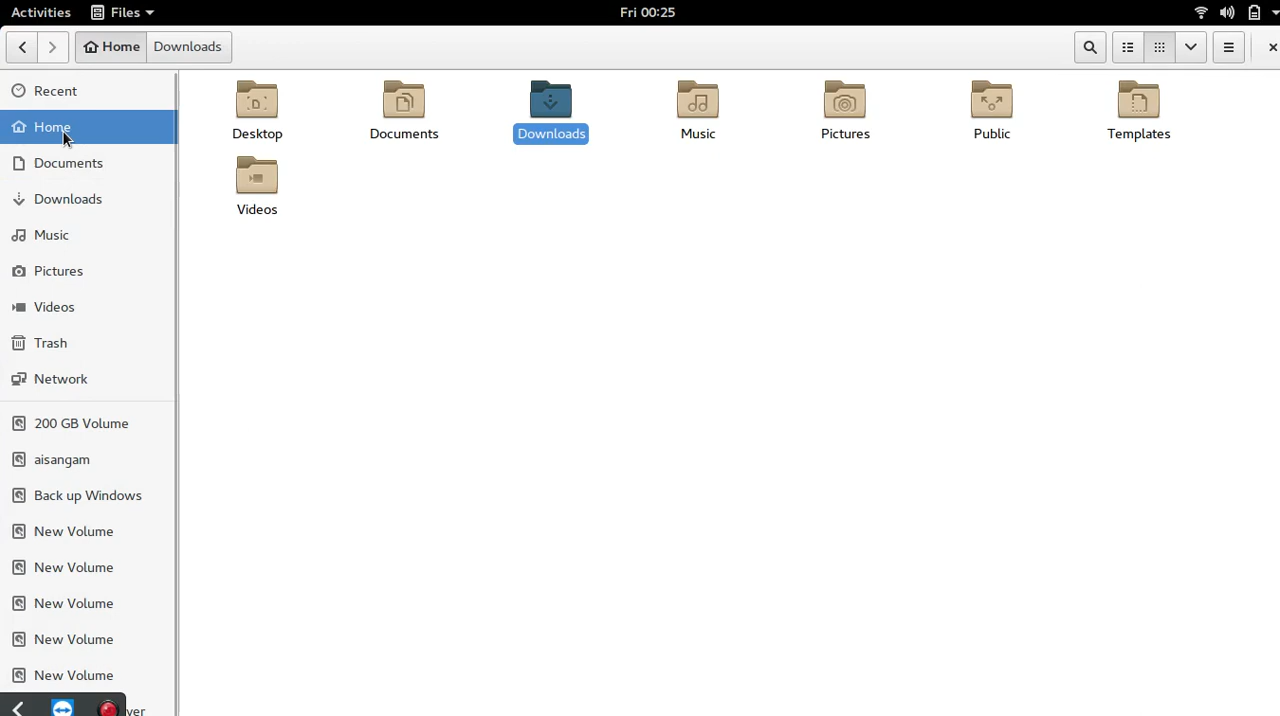 Activities Files Fri 00:25
Home Downloads
Recent
Home
Documents
Downloads
Music
Pictures
Videos
Trash
Network
200 GB Volume
aisangam
Back up Windows
New Volume
New Volume
New Volume
New Volume
New Volume
ver
Desktop Documents Downloads Music Pictures Public Templates
Videos